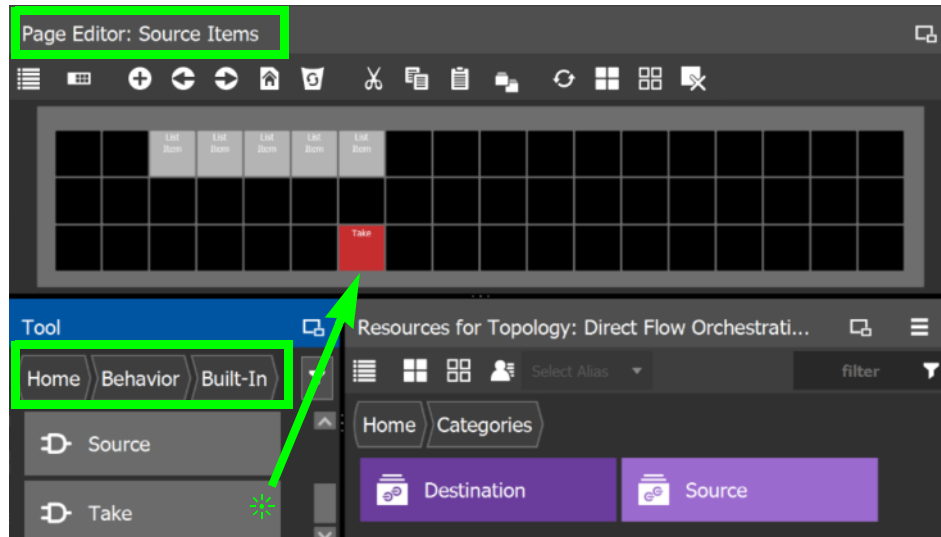 Page Editor: Source Items
List Item
List Item
List Item
List Item
List Item
Take
Tool
Resources for Topology: Direct Flow Orchestrati...
Home Behavior Built-In
Select Alias
filter
Source
Home Categories
Take
Destination
Source